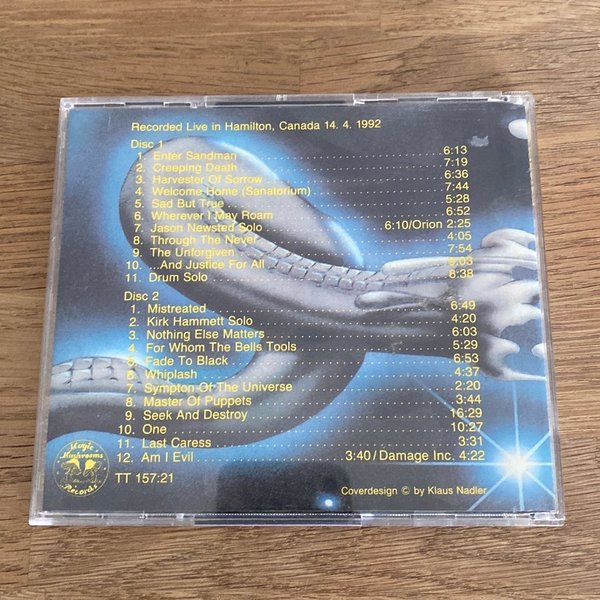 Recorded Live in Hamilton, Canada 14. 4. 1992
Disc 1
1. Enter Sandman 6:13
2. Creeping Death 7:19
3. Harvester Of Sorrow 6:36
4. Welcome Home (Sanatorium) 7:44
5. Sad But True 5:28
6. Wherever I May Roam 6:52
7. Jason Newsted Solo 6:10/Orion 2:25
8. Through The Never 4:05
9. The Unforgiven 7:54
10. ...And Justice For All 9:03
11. Drum Solo 8:38
Disc 2
1. Mistreated 6:49
2. Kirk Hammett Solo 4:20
3. Nothing Else Matters 6:03
4. For Whom The Bells Tools 5:29
5. Fade To Black 6:53
6. Whiplash 4:37
7. Sympton Of The Universe 2:20
8. Master Of Puppets 3:44
9. Seek And Destroy 16:29
10. One 10:27
11. Last Caress 3:31
12. Am I Evil 3:40/Damage Inc. 4:22
Magic
Mushrooms
Records
TT 157:21
Coverdesign © by Klaus Nadler